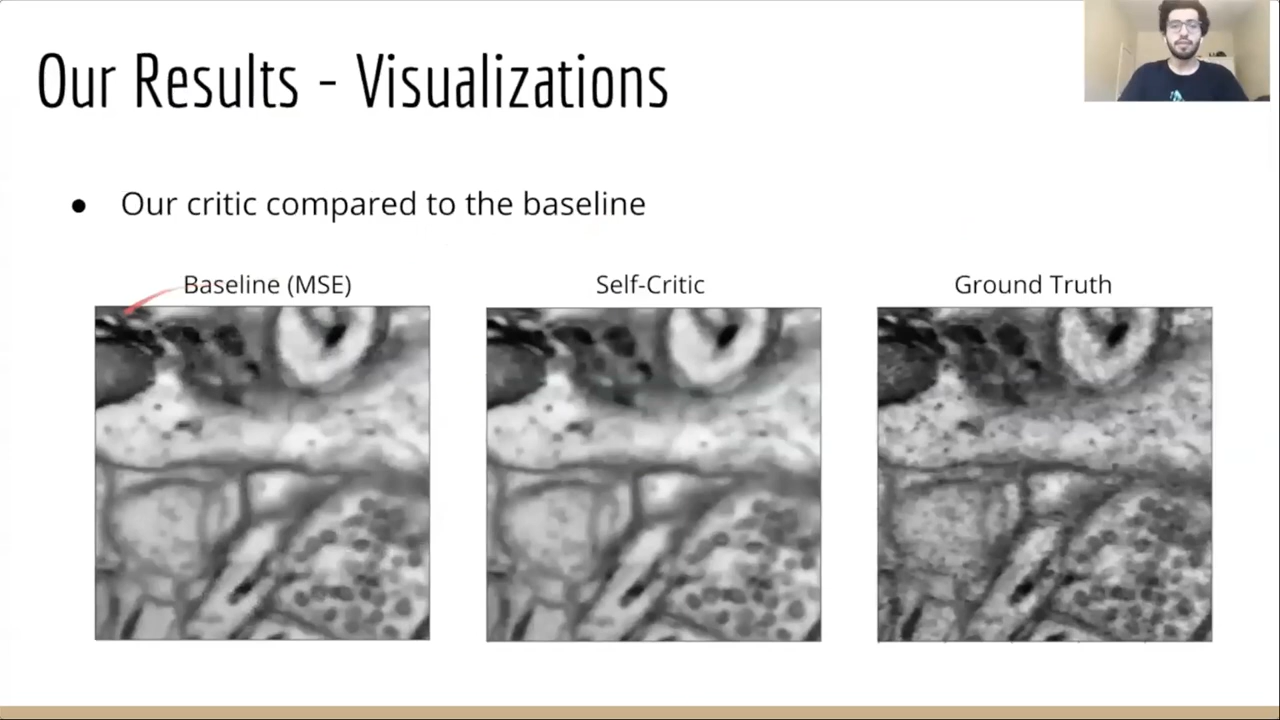 Our Results - Visualizations
● Our critic compared to the baseline
Baseline (MSE)
Self-Critic
Ground Truth